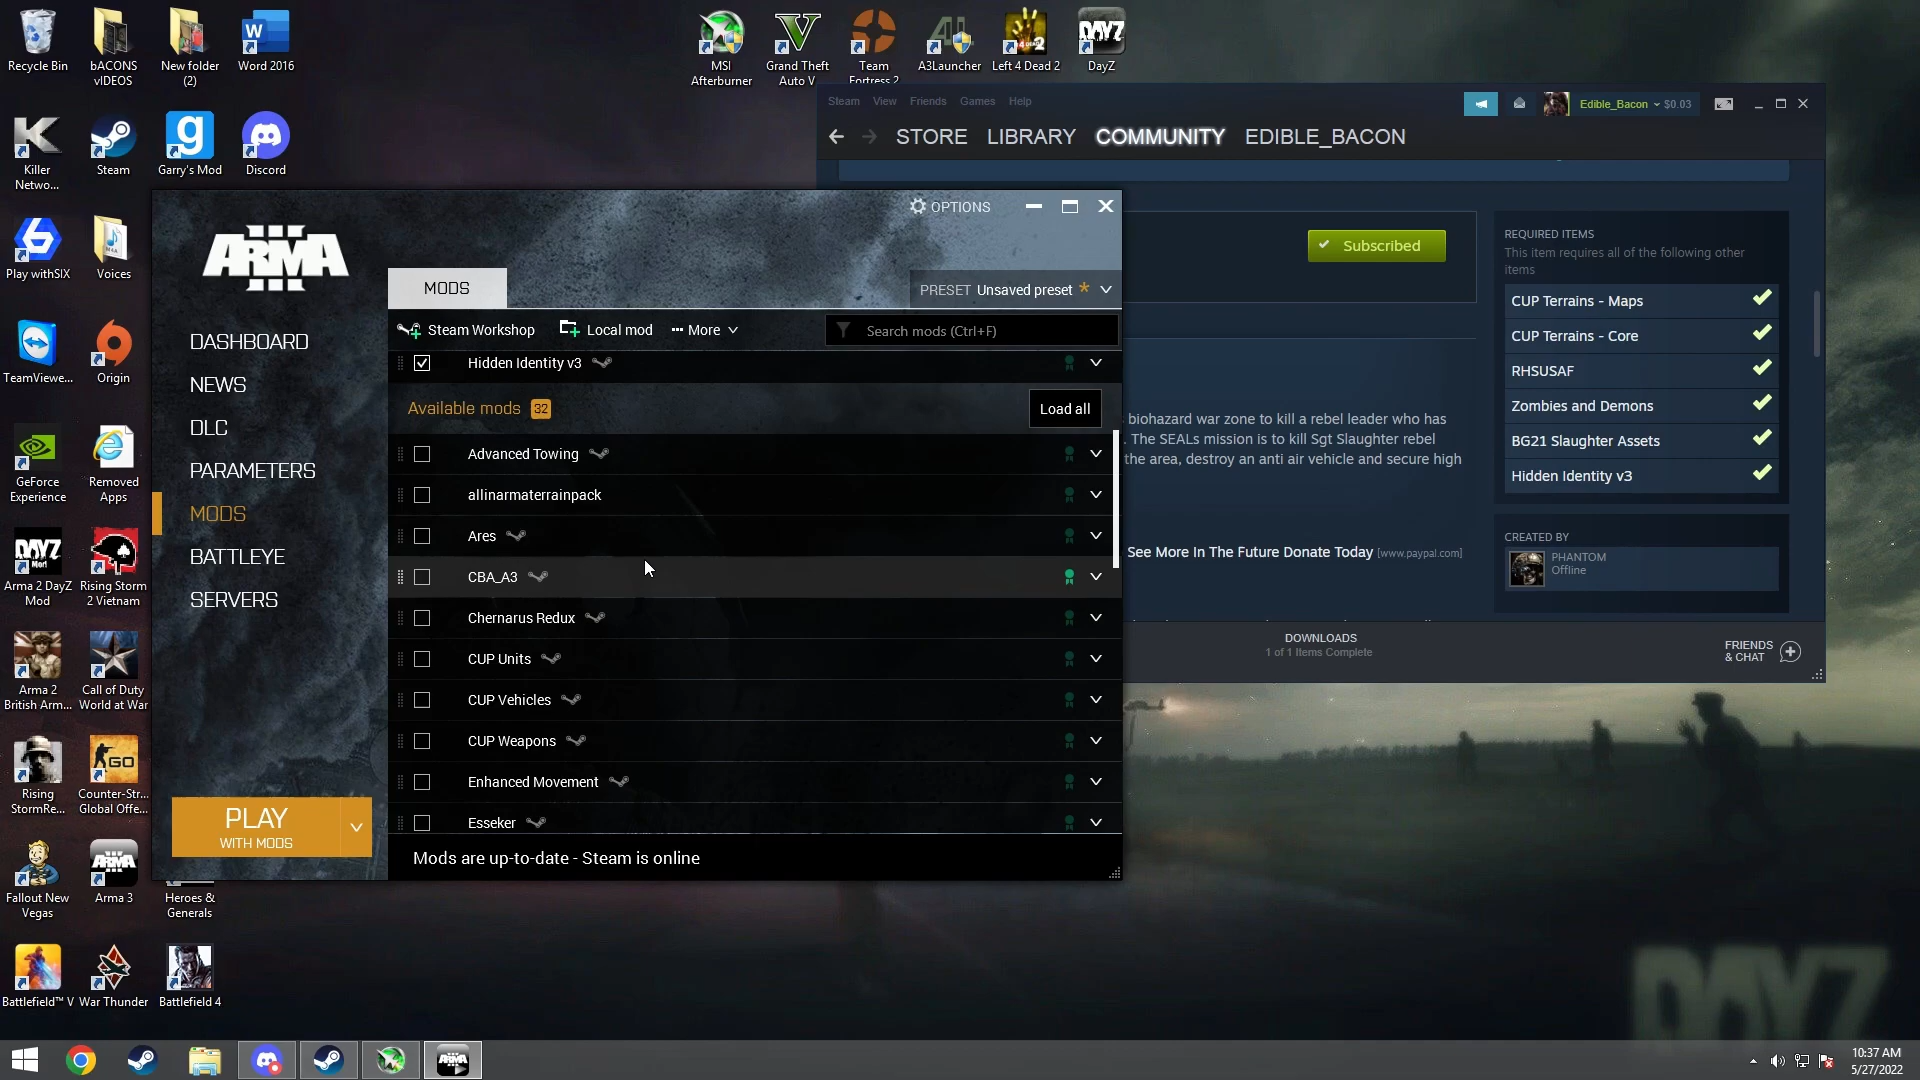 Recycle Bin
bACONS
vIDEOS
New folder
(2)
Word 2016
MSI
Afterburner
Grand Theft
Auto V
Team
Fortress 2
A3Launcher
Left 4 Dead 2
DayZ
Killer
Netwo...
Steam
Garry's Mod
Discord
Play withSIX
Voices
TeamViewe...
Origin
GeForce
Experience
Removed
Apps
Arma 2 DayZ
Mod
Rising Storm
2 Vietnam
Arma 2
British Arm...
Call of Duty
World at War
Rising
StormRe...
Counter-Str...
Global Offe...
Fallout New
Vegas
Arma 3
Heroes &
Generals
Battlefield™ V
War Thunder
Battlefield 4
Steam View Friends Games Help
Edible_Bacon $0.03
STORE LIBRARY COMMUNITY EDIBLE_BACON
Subscribed
REQUIRED ITEMS
This item requires all of the following other
items
CUP Terrains - Maps
CUP Terrains - Core
RHSUSAF
Zombies and Demons
BG21 Slaughter Assets
Hidden Identity v3
CREATED BY
PHANTOM
Offline
biohazard war zone to kill a rebel leader who has
. The SEALs mission is to kill Sgt Slaughter rebel
the area, destroy an anti air vehicle and secure high
See More In The Future Donate Today [www.paypal.com]
DOWNLOADS
1 of 1 Items Complete
FRIENDS
& CHAT
OPTIONS
ARMA
MODS
PRESET Unsaved preset *
Steam Workshop Local mod ••• More
Search mods (Ctrl+F)
DASHBOARD
NEWS
DLC
PARAMETERS
MODS
BATTLEYE
SERVERS
PLAY
WITH MODS
Hidden Identity v3
Available mods 32
Load all
Advanced Towing
allinarmaterrainpack
Ares
CBA_A3
Chernarus Redux
CUP Units
CUP Vehicles
CUP Weapons
Enhanced Movement
Esseker
Mods are up-to-date - Steam is online
DAYZ
10:37 AM
5/27/2022